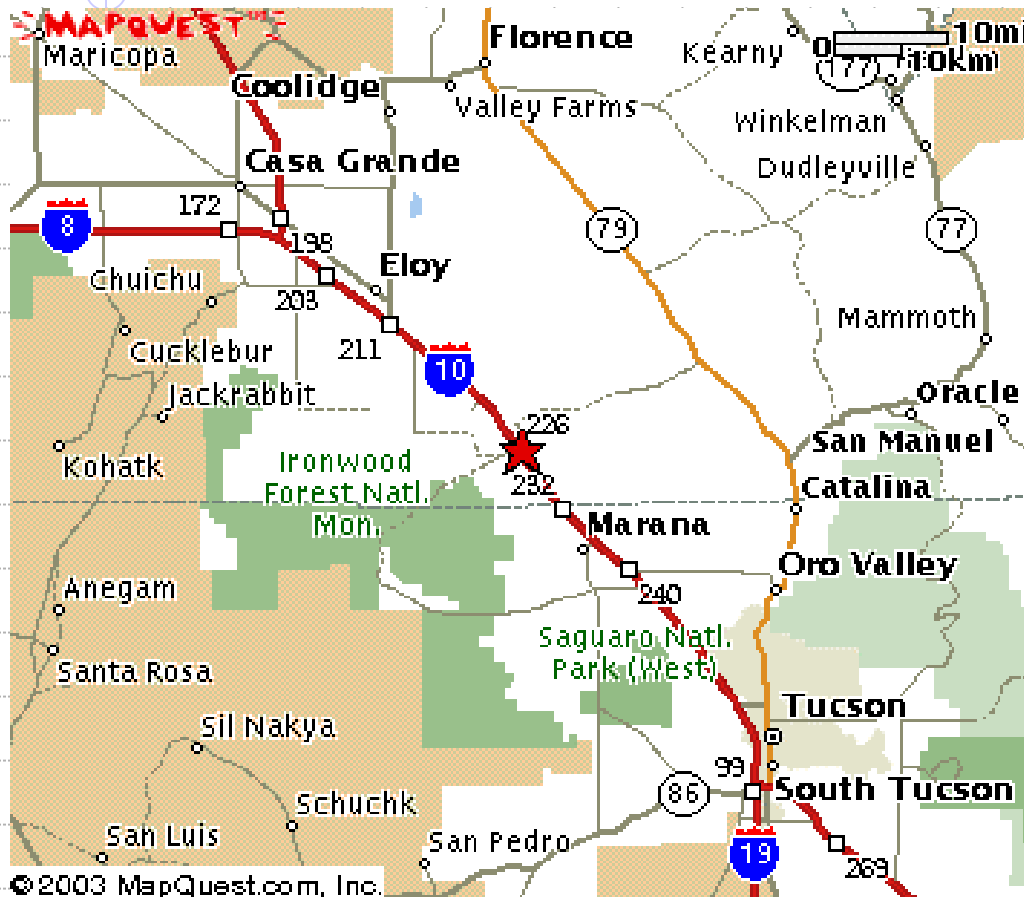 MAPQUEST
Florence
Kearny
0 10mi
10km
Maricopa
177
Coolidge
Valley Farms
Winkelman
Casa Grande
Dudleyville
172
8
79
77
198
Eloy
Chuichu
203
Mammoth
211
Cucklebur
10
Jackrabbit
Oracle
226
San Manuel
Kohatk
Ironwood
Forest Natl.
Mon.
232
Catalina
Marana
Oro Valley
Anegam
240
Saguaro Natl.
Park (West)
Santa Rosa
Tucson
Sil Nakya
99
South Tucson
86
Schuchk
San Luis
San Pedro
19
269
© 2003 MapQuest.com, Inc.